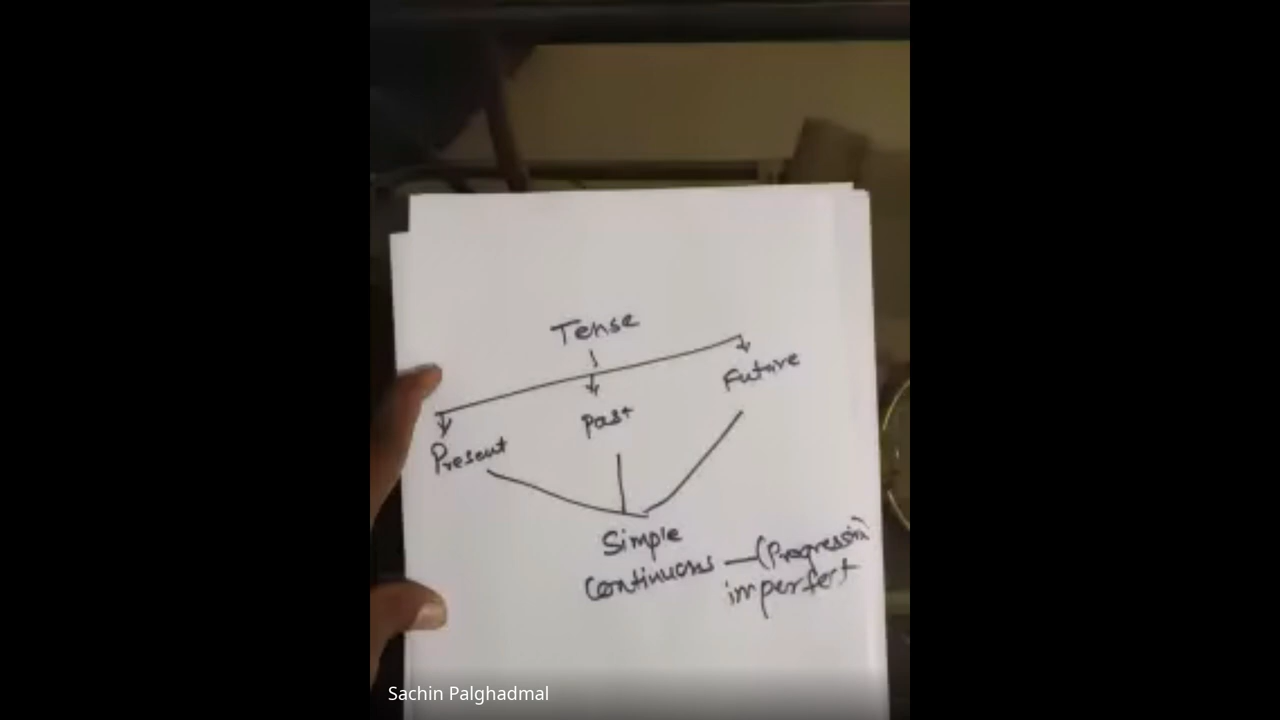 Tense
Present Past Future
Simple
Continuous — (Progressive)
imperfect
Sachin Palghadmal